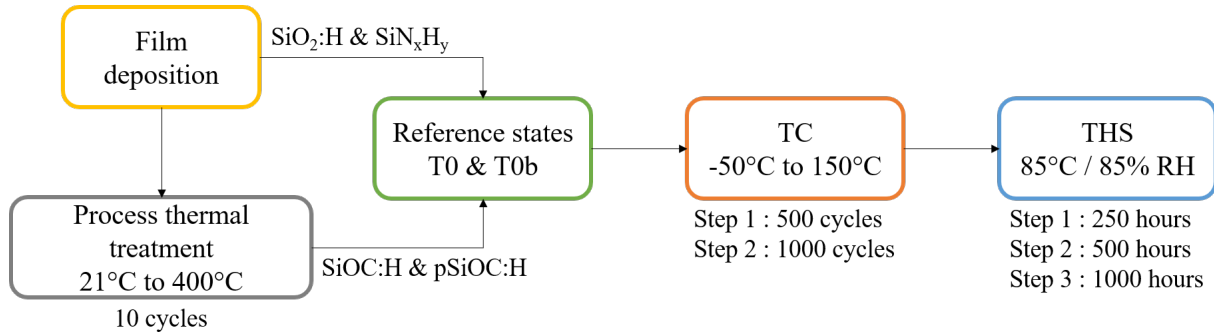 Film
deposition
SiO₂:H & SiNₓHᵧ
Reference states
T0 & T0b
TC
-50°C to 150°C
THS
85°C / 85% RH
Process thermal
treatment
21°C to 400°C
SiOC:H & pSiOC:H
10 cycles
Step 1 : 500 cycles
Step 2 : 1000 cycles
Step 1 : 250 hours
Step 2 : 500 hours
Step 3 : 1000 hours